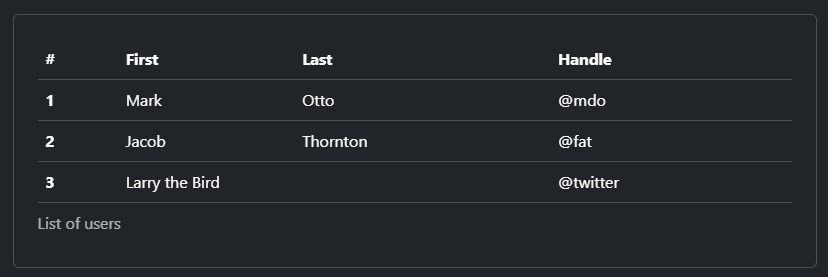 # First Last Handle
1 Mark Otto @mdo
2 Jacob Thornton @fat
3 Larry the Bird @twitter
List of users